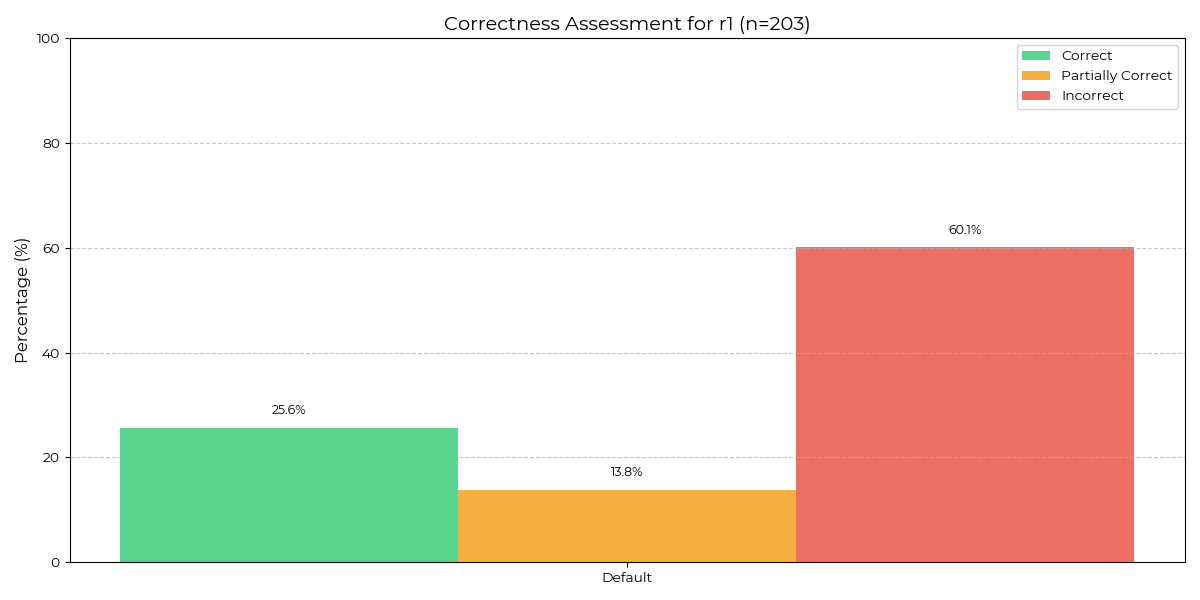 Correctness Assessment for r1 (n=203)
Correct
Partially Correct
Incorrect
Percentage (%)
100
80
60
40
20
0
25.6%
13.8%
60.1%
Default